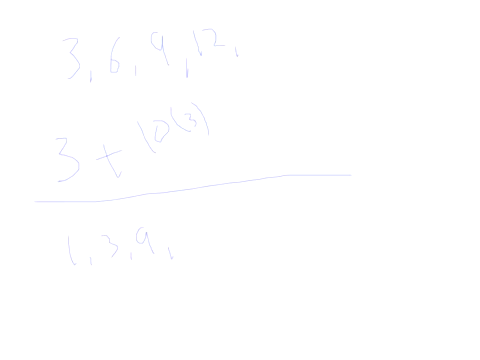 3, 6, 9, 12,
3 + 10(3)
1, 3, 9,